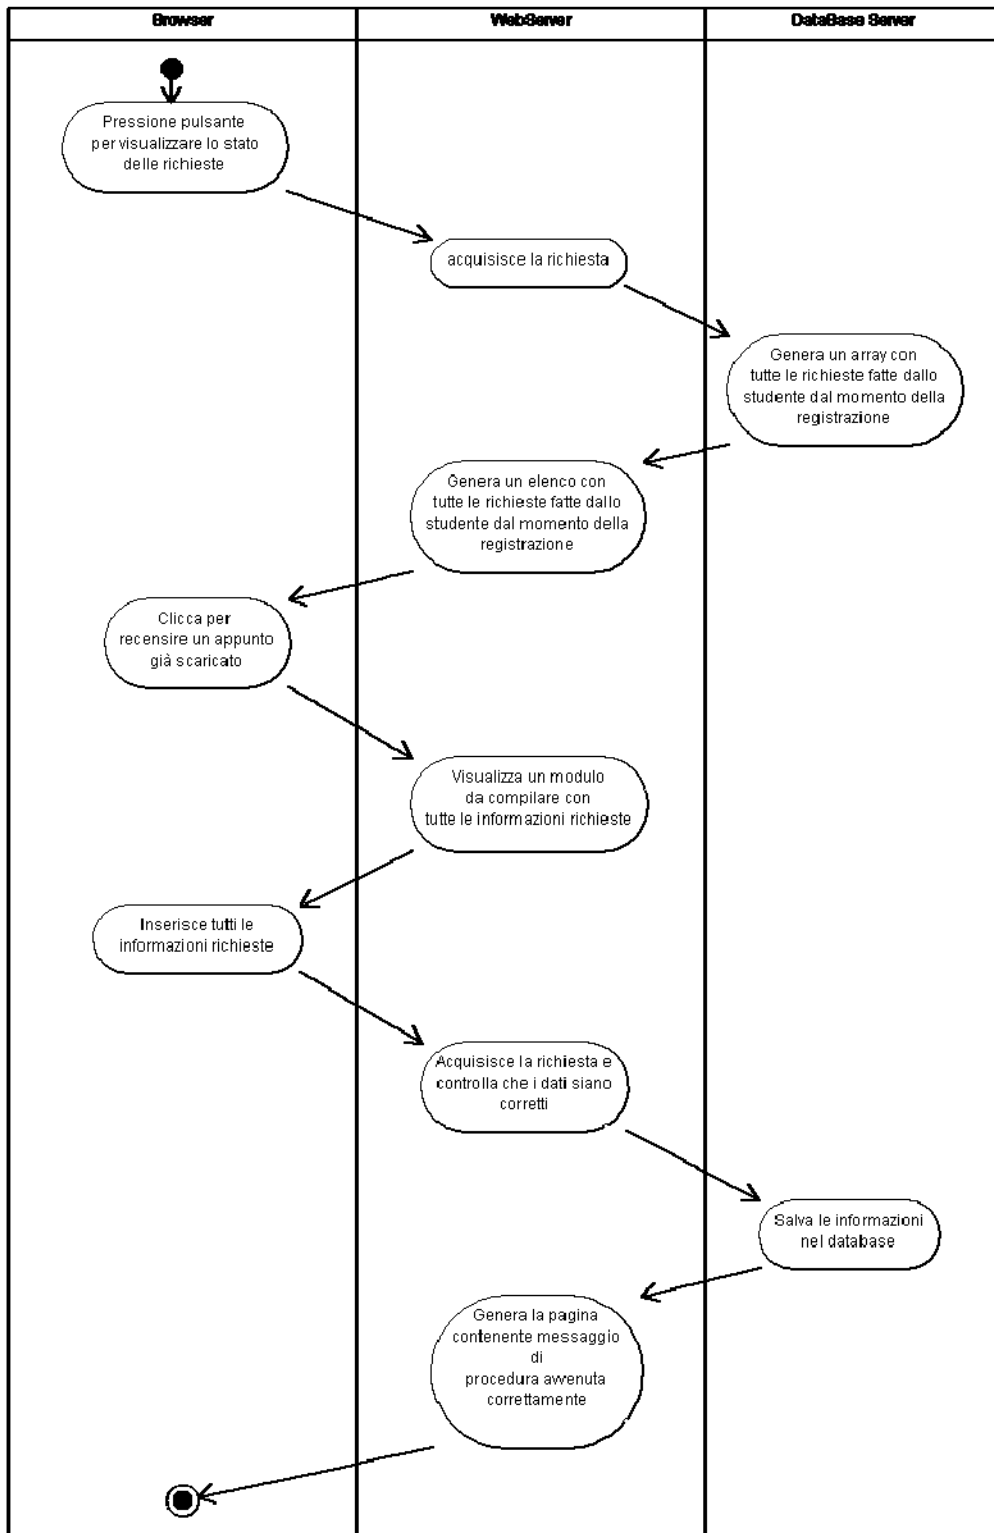 Browser
WebServer
DataBase Server
Pressione pulsante
per visualizzare lo stato
delle richieste
acquisisce la richiesta
Genera un array con
tutte le richieste fatte dallo
studente dal momento della
registrazione
Genera un elenco con
tutte le richieste fatte dallo
studente dal momento della
registrazione
Clicca per
recensire un appunto
già scaricato
Visualizza un modulo
da compilare con
tutte le informazioni richieste
Inserisce tutti le
informazioni richieste
Acquisisce la richiesta e
controlla che i dati siano
corretti
Salva le informazioni
nel database
Genera la pagina
contenente messaggio
di
procedura avvenuta
correttamente